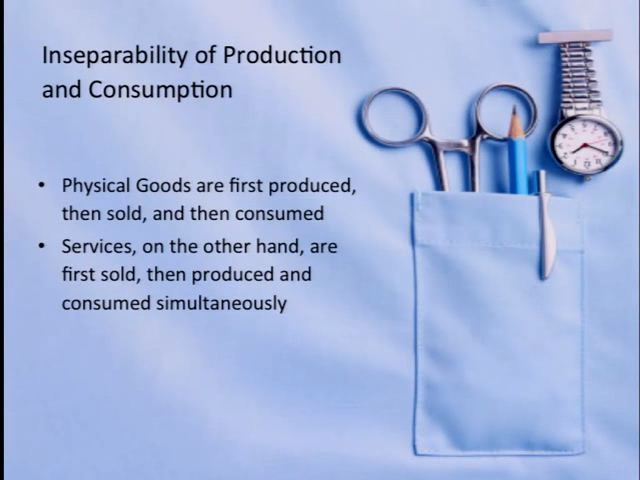 Inseparability of Production
and Consumption
• Physical Goods are first produced,
then sold, and then consumed
• Services, on the other hand, are
first sold, then produced and
consumed simultaneously